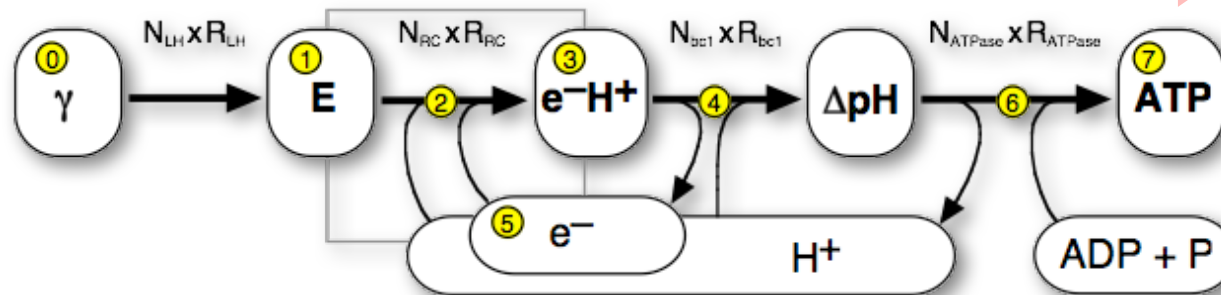 N_LH x R_LH
N_RC x R_RC
N_bc1 x R_bc1
N_ATPase x R_ATPase
0
γ
1
E
2
3
e⁻H⁺
4
ΔpH
6
7
ATP
5
e⁻
H⁺
ADP + P